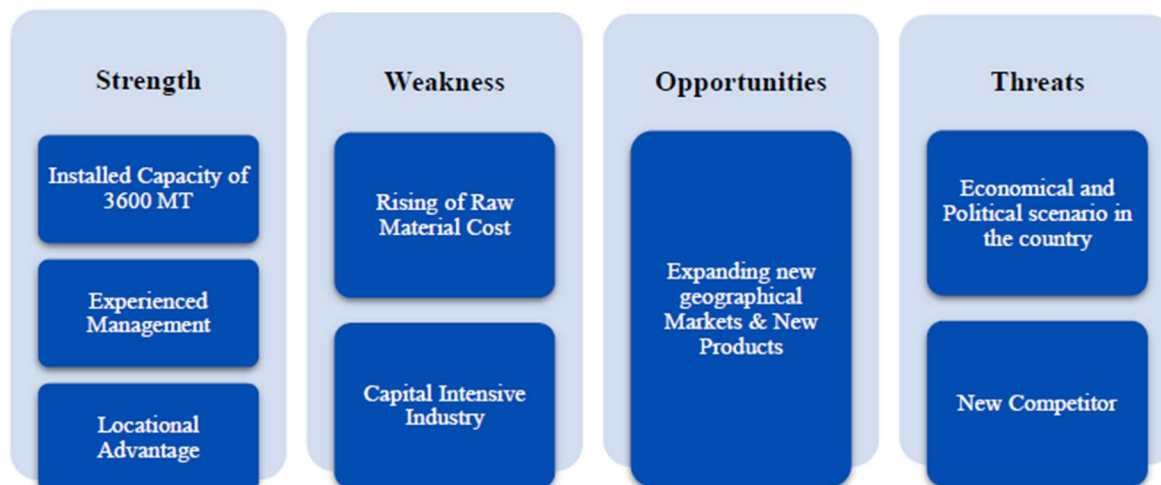 Strength
Installed Capacity of
3600 MT
Experienced
Management
Locational
Advantage
Weakness
Rising of Raw
Material Cost
Capital Intensive
Industry
Opportunities
Expanding new
geographical
Markets & New
Products
Threats
Economical and
Political scenario in
the country
New Competitor